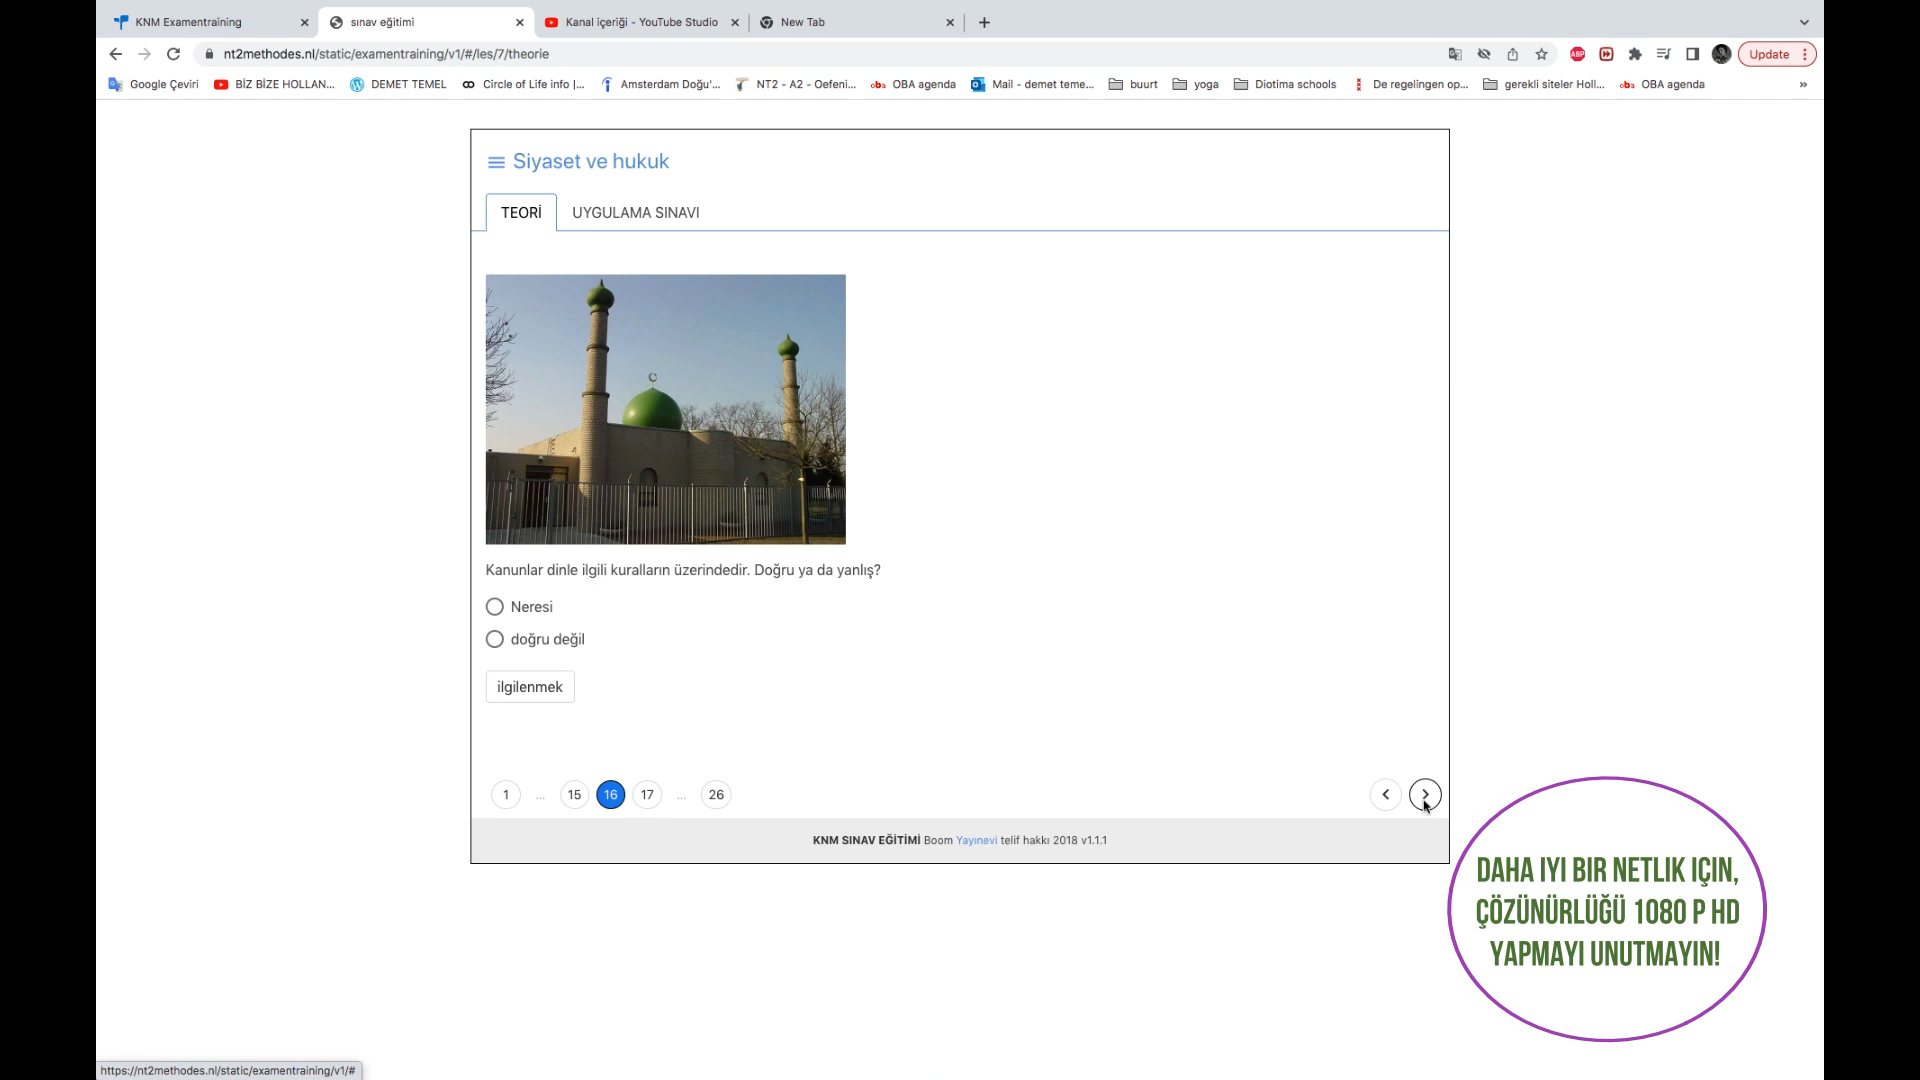 KNM Examentraining
sınav eğitimi
Kanal içeriği - YouTube Studio
New Tab
nt2methodes.nl/static/examentraining/v1/#/les/7/theorie
ABP
Update
Google Çeviri
BİZ BİZE HOLLAN...
DEMET TEMEL
Circle of Life info |...
Amsterdam Doğu'...
NT2 - A2 - Oefeni...
oba OBA agenda
Mail - demet teme...
buurt
yoga
Diotima schools
De regelingen op...
gerekli siteler Holl...
oba OBA agenda
»
Siyaset ve hukuk
TEORİ
UYGULAMA SINAVI
Kanunlar dinle ilgili kuralların üzerindedir. Doğru ya da yanlış?
Neresi
doğru değil
ilgilenmek
1 ... 15 16 17 ... 26
KNM SINAV EĞİTİMİ Boom Yayınevi telif hakkı 2018 v1.1.1
DAHA IYI BIR NETLIK IÇIN,
ÇÖZÜNÜRLÜĞÜ 1080 P HD
YAPMAYI UNUTMAYIN!
https://nt2methodes.nl/static/examentraining/v1/#